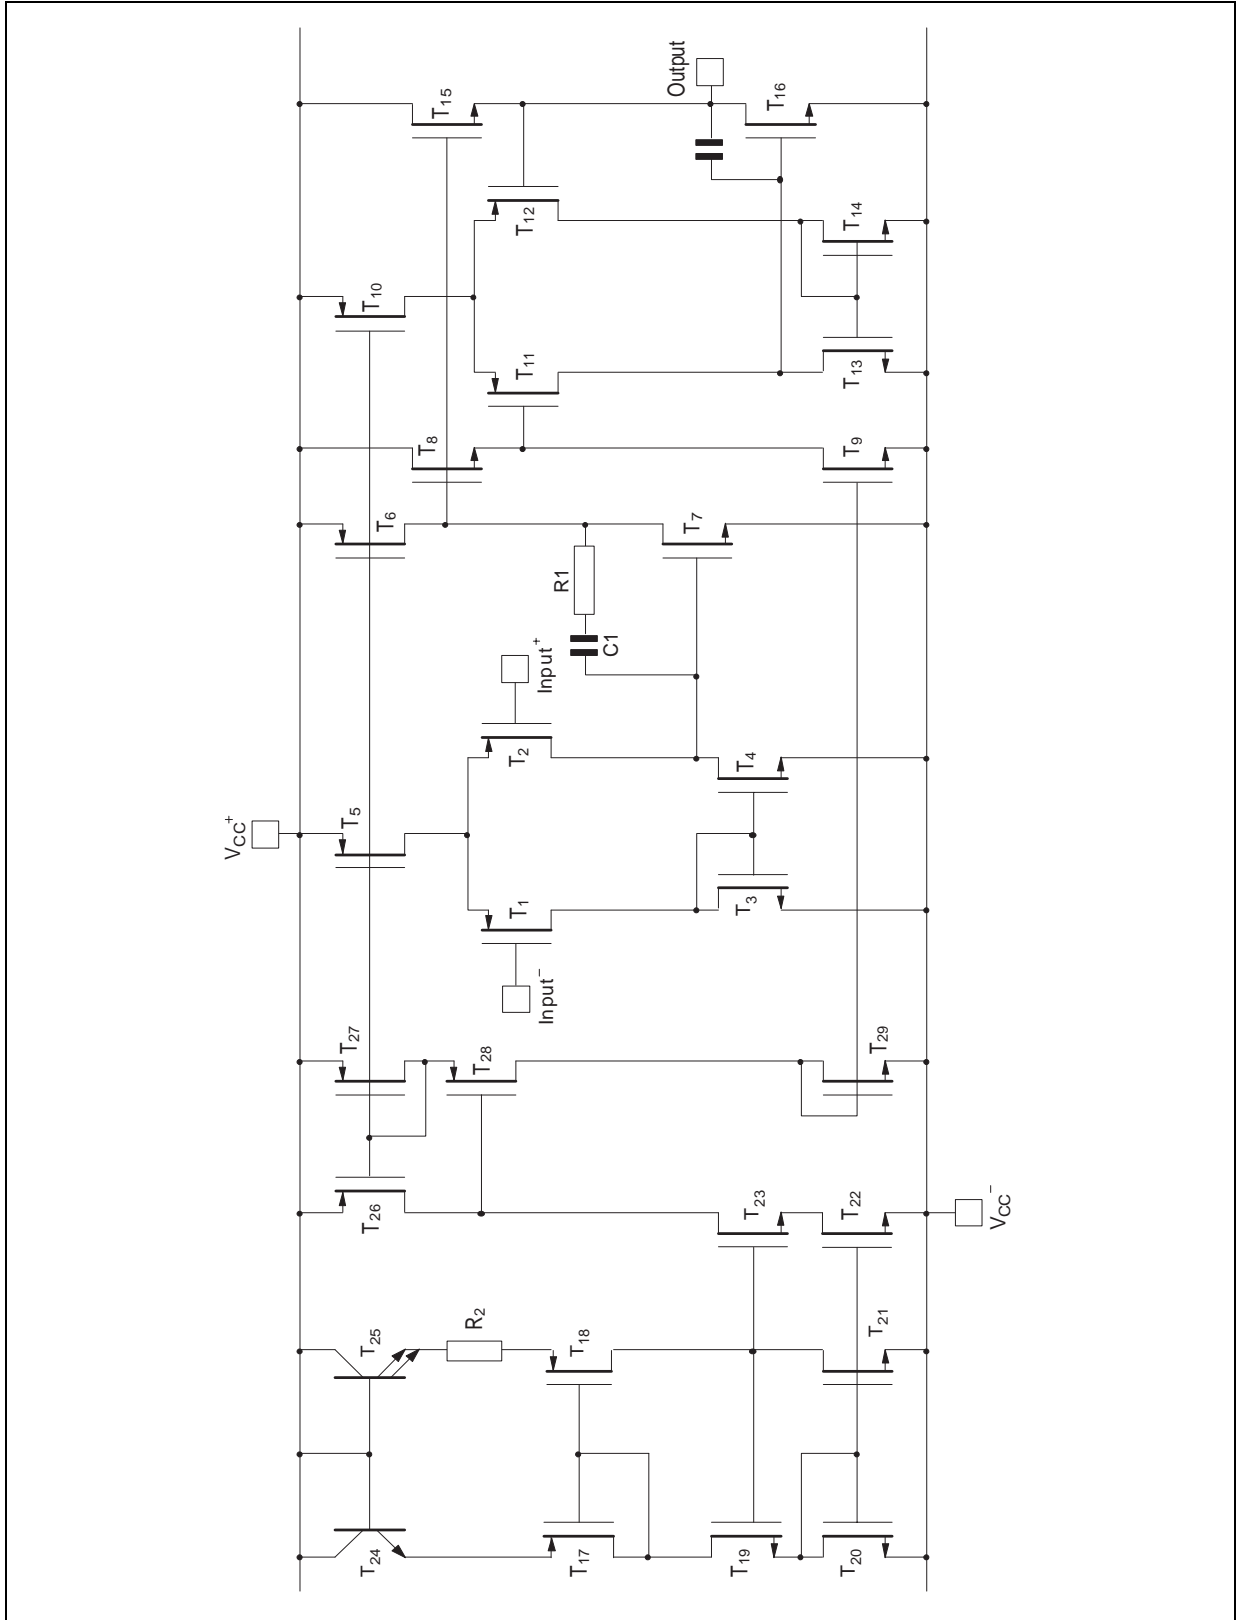 Output
T15
T16
T12
T14
T10
T11
T13
T8
T9
T6
T7
R1
C1
Input+
T2
T4
VCC+
T5
T1
T3
Input−
T27
T28
T29
T26
T23
T22
VCC−
R2
T25
T18
T21
T24
T17
T19
T20